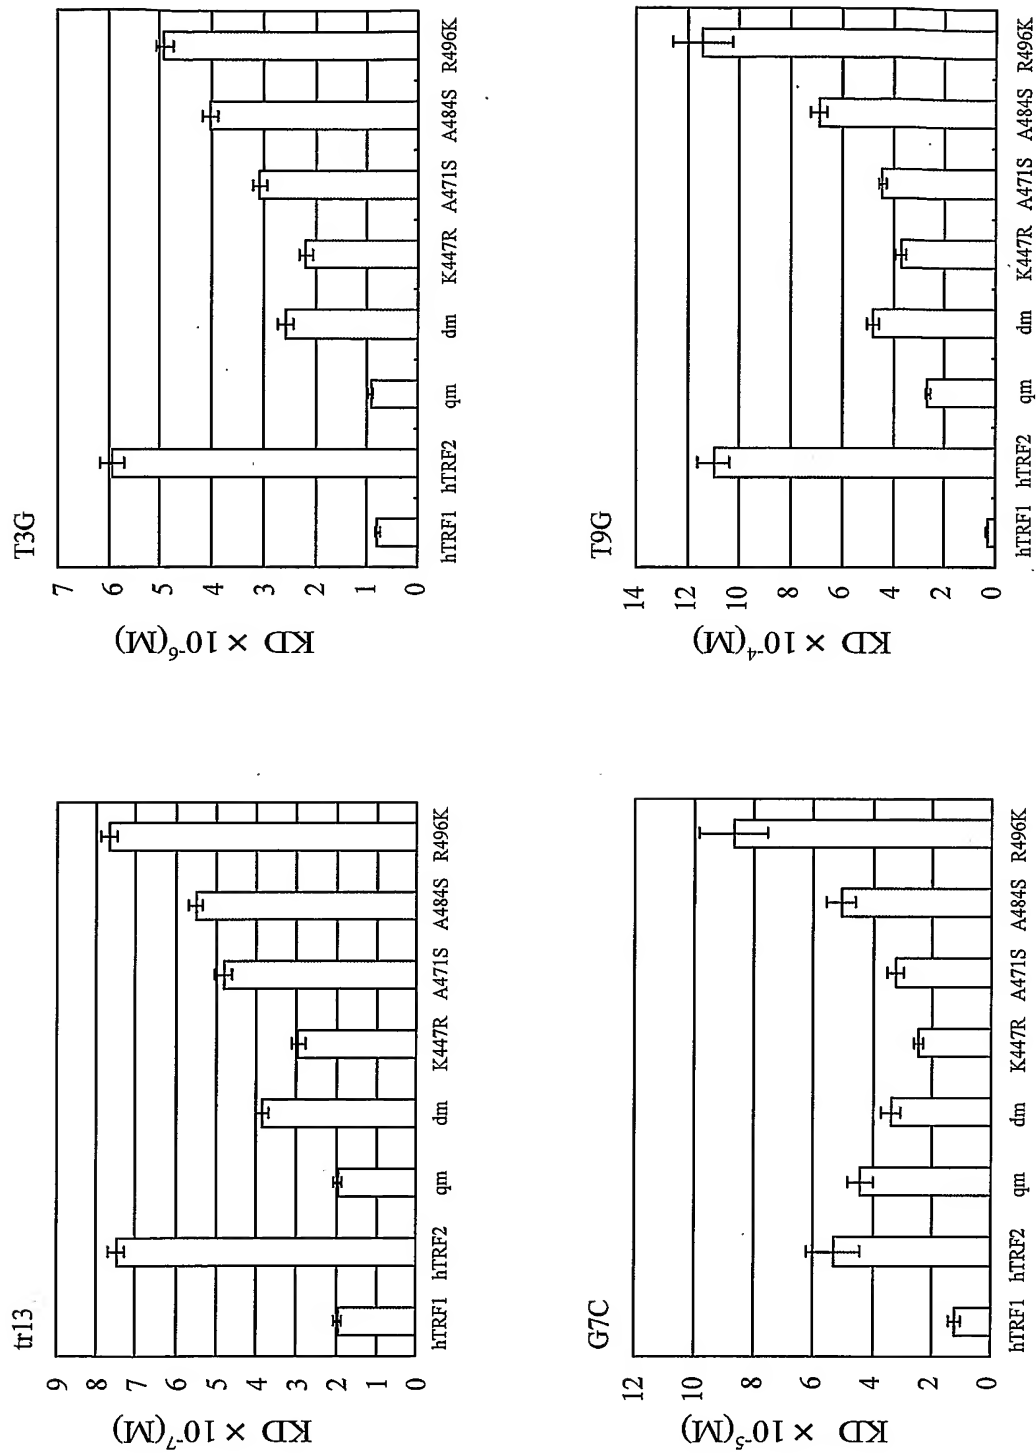 tr13
KD × 10⁻⁷(M)
9
8
7
6
5
4
3
2
1
0
hTRF1 hTRF2 qm dm K447R A471S A484S R496K
T3G
KD × 10⁻⁶(M)
7
6
5
4
3
2
1
0
hTRF1 hTRF2 qm dm K447R A471S A484S R496K
G7C
KD × 10⁻⁵(M)
12
10
8
6
4
2
0
hTRF1 hTRF2 qm dm K447R A471S A484S R496K
T9G
KD × 10⁻⁴(M)
14
12
10
8
6
4
2
0
hTRF1 hTRF2 qm dm K447R A471S A484S R496K